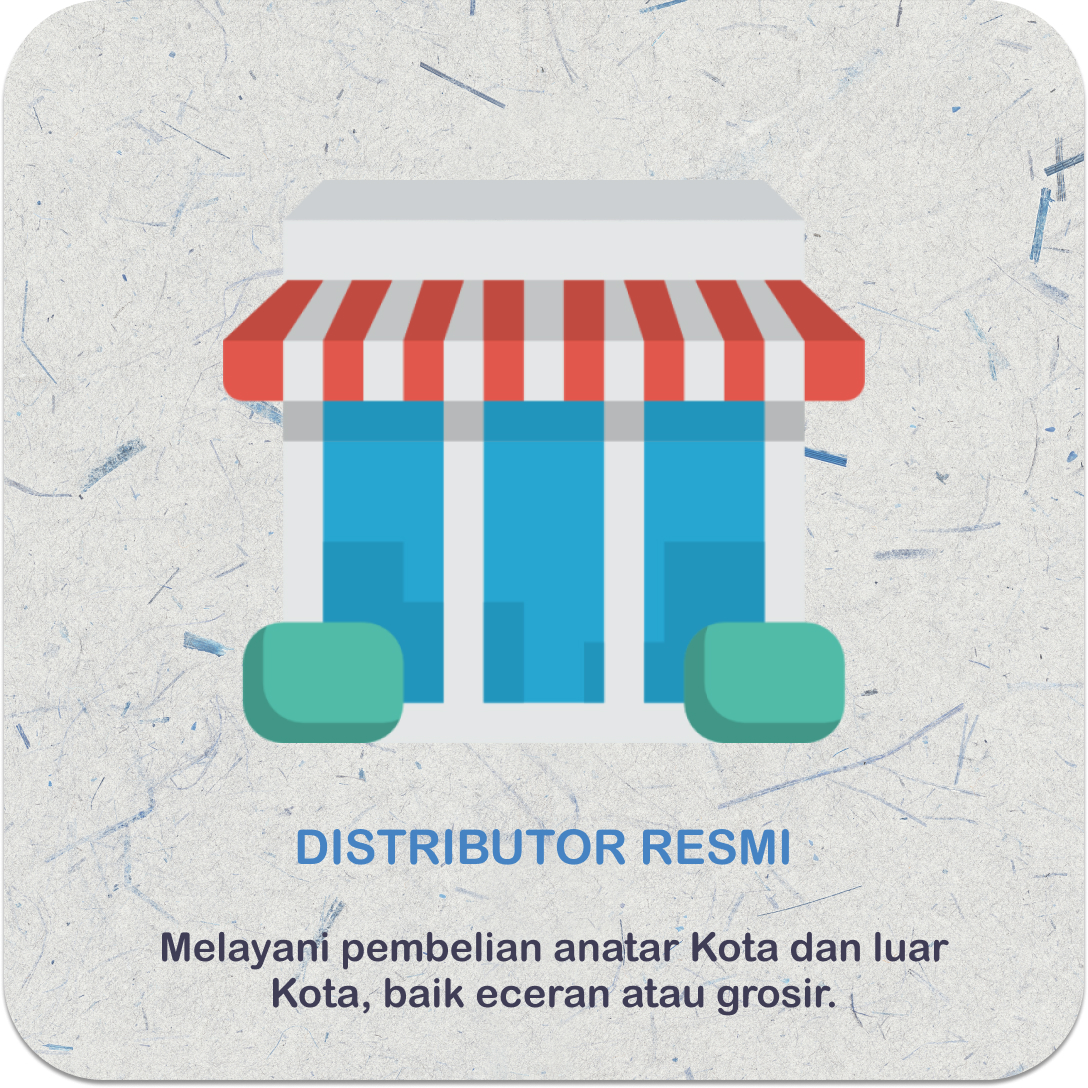 DISTRIBUTOR RESMI
Melayani pembelian anatar Kota dan luar
Kota, baik eceran atau grosir.